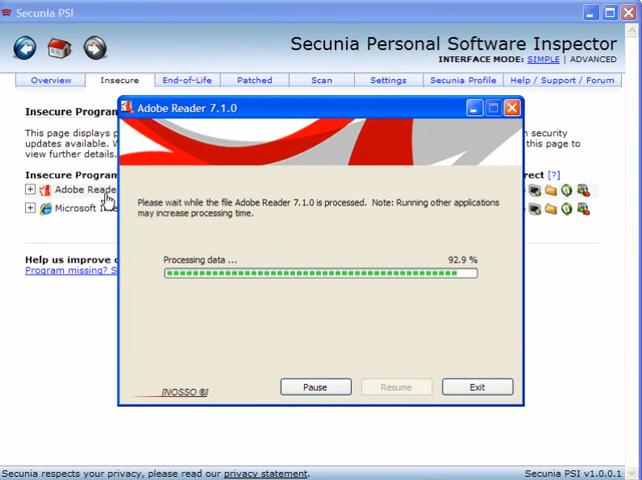 Secunia PSI
Secunia Personal Software Inspector
INTERFACE MODE: SIMPLE | ADVANCED
Overview Insecure End-of-Life Patched Scan Settings Secunia Profile Help / Support / Forum
Insecure Program
Adobe Reader 7.1.0
This page displays
security
updates available.
this page to
view further details.
Please wait while the file Adobe Reader 7.1.0 is processed. Note: Running other applications
may increase processing time.
Insecure Program
rect [?]
Adobe Reade
Microsoft
Processing data ... 92.9 %
Help us improve
Program missing?
Pause Resume Exit
INOSSO ®
Secunia respects your privacy, please read our privacy statement. Secunia PSI v1.0.0.1